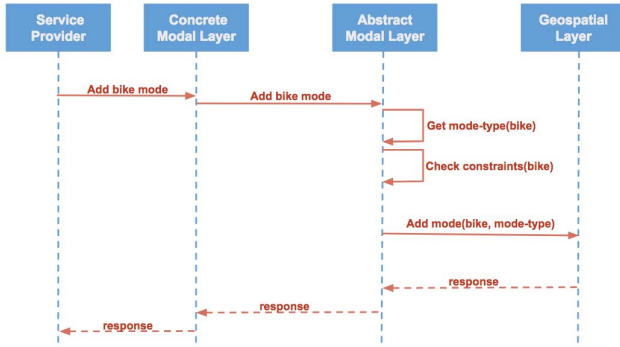 Service
Provider
Concrete
Modal Layer
Abstract
Modal Layer
Geospatial
Layer
Add bike mode
Add bike mode
Get mode-type(bike)
Check constraints(bike)
Add mode(bike, mode-type)
response
response
response